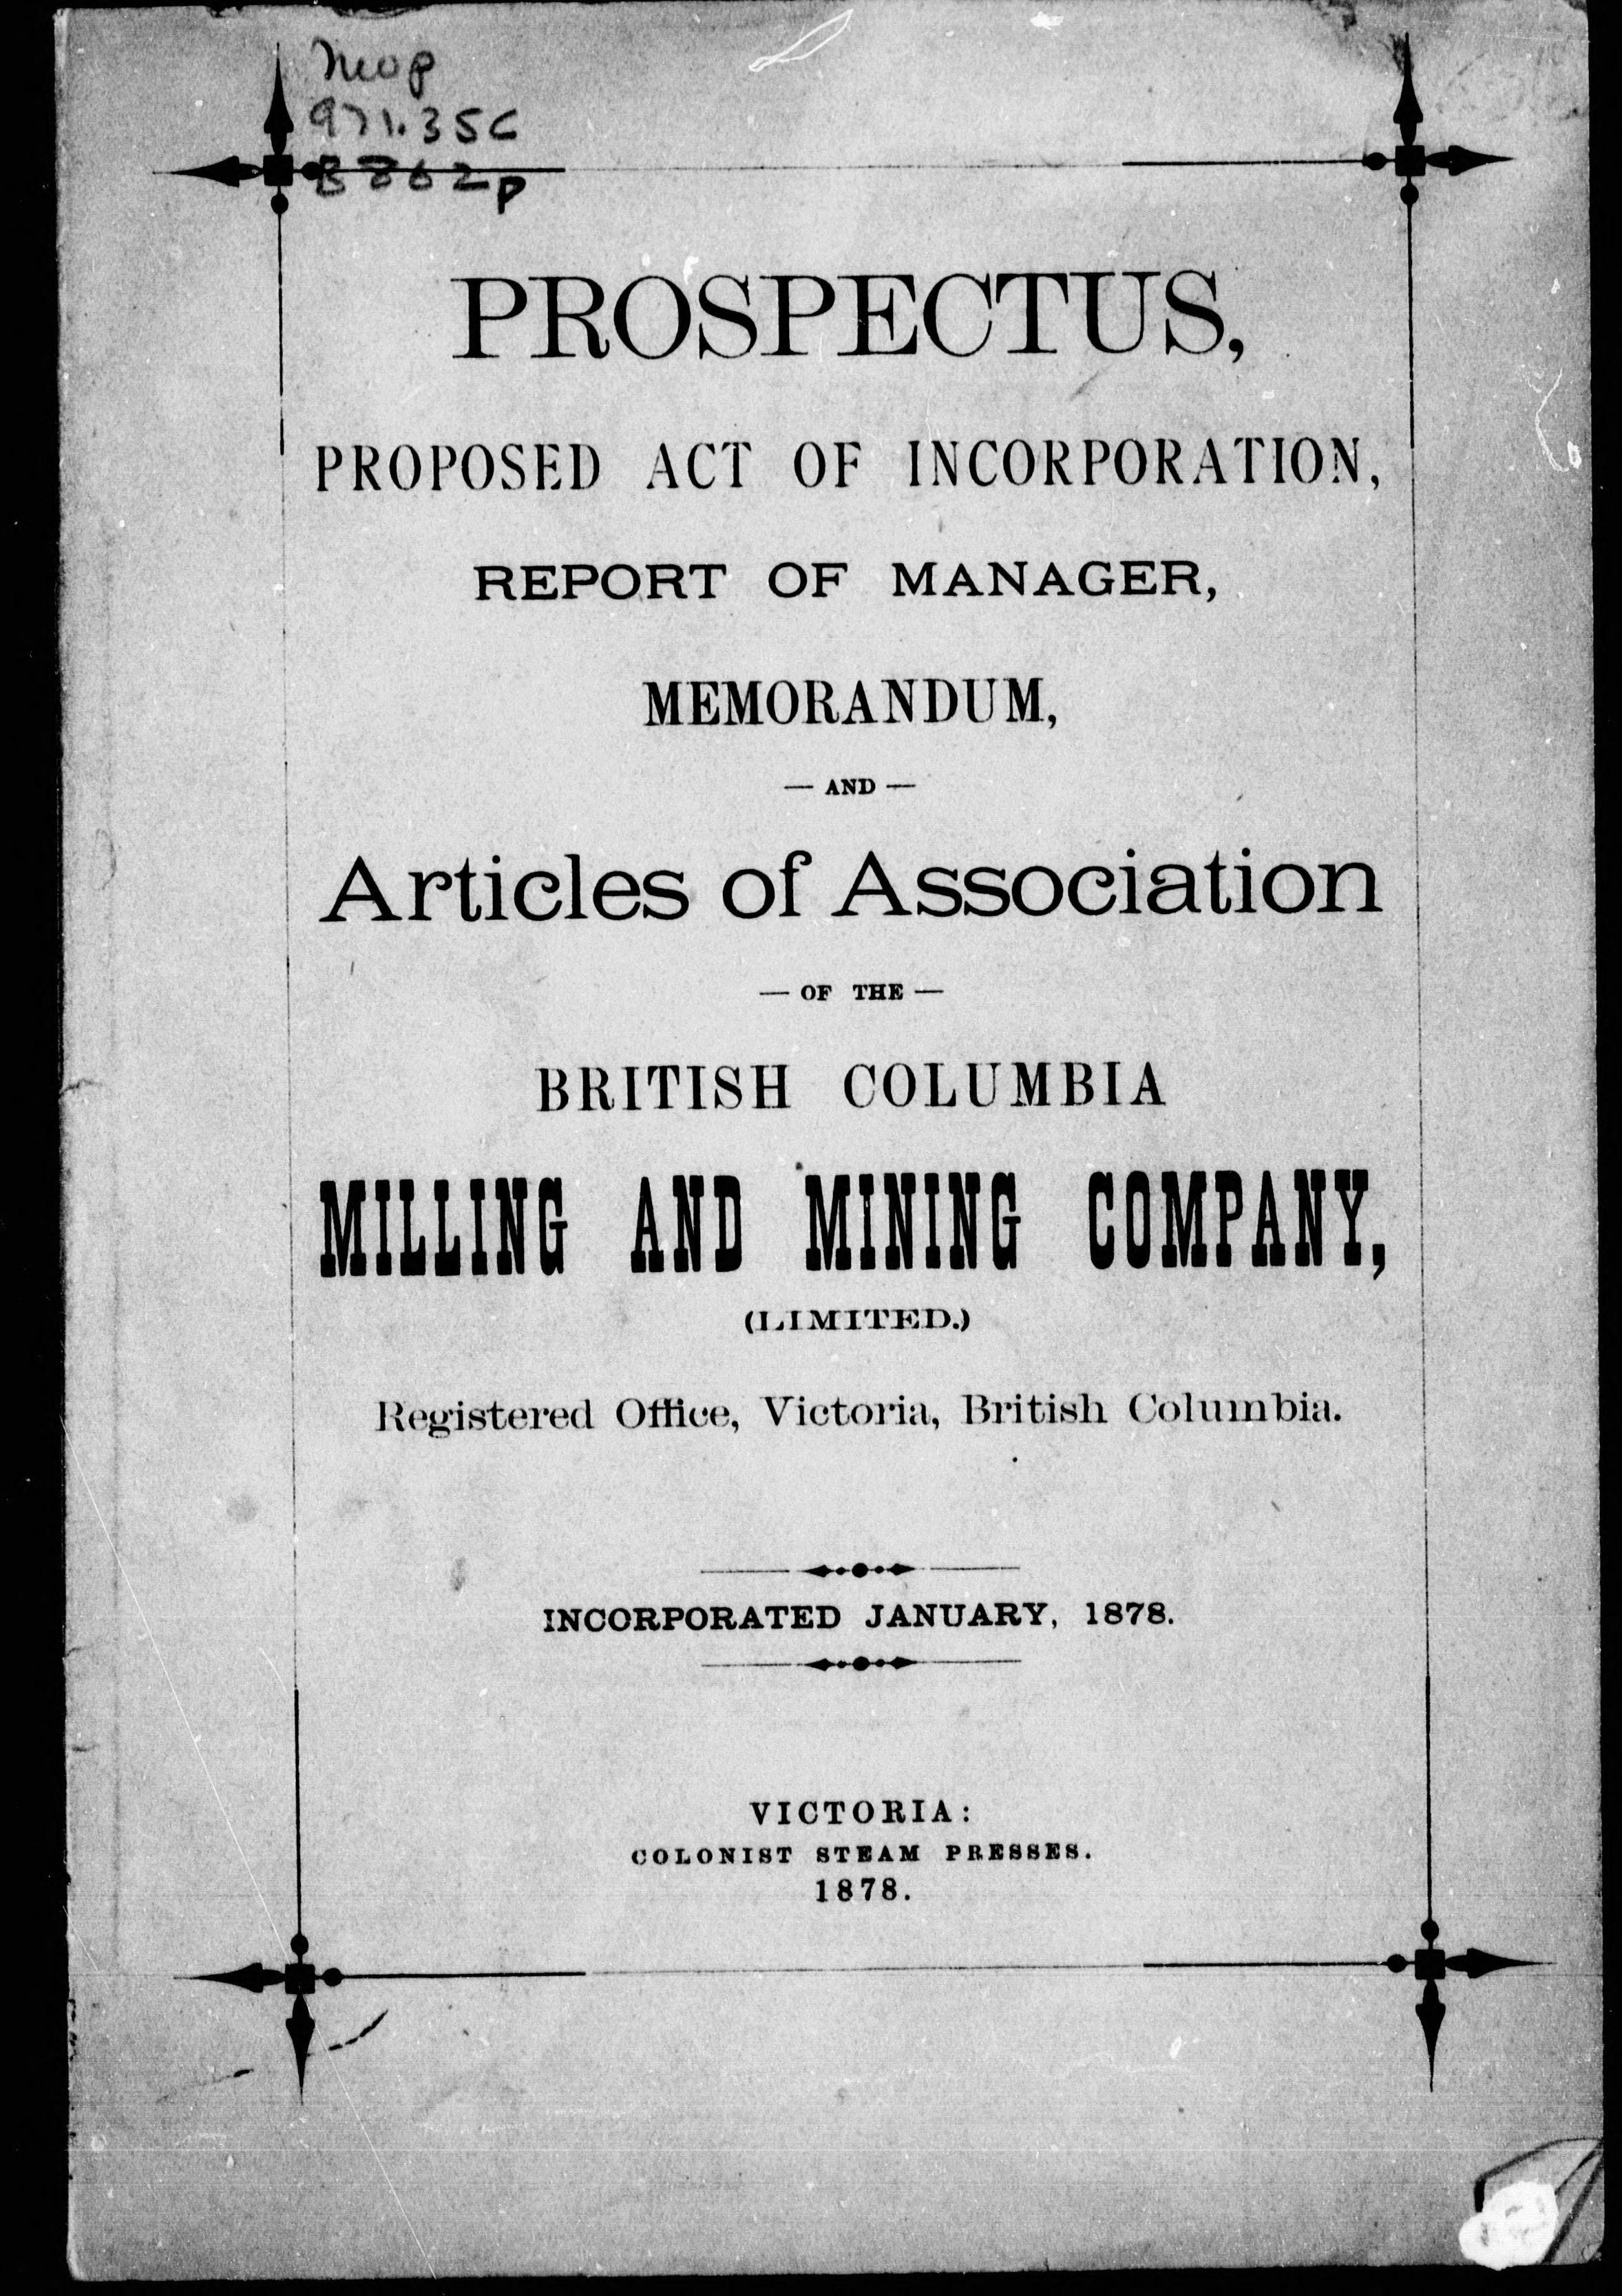 971.35C
B862p
PROSPECTUS,
PROPOSED ACT OF INCORPORATION,
REPORT OF MANAGER,
MEMORANDUM,
— AND —
Articles of Association
— OF THE —
BRITISH COLUMBIA
MILLING AND MINING COMPANY,
(LIMITED.)
Registered Office, Victoria, British Columbia.
INCORPORATED JANUARY, 1878.
VICTORIA:
COLONIST STEAM PRESSES.
1878.